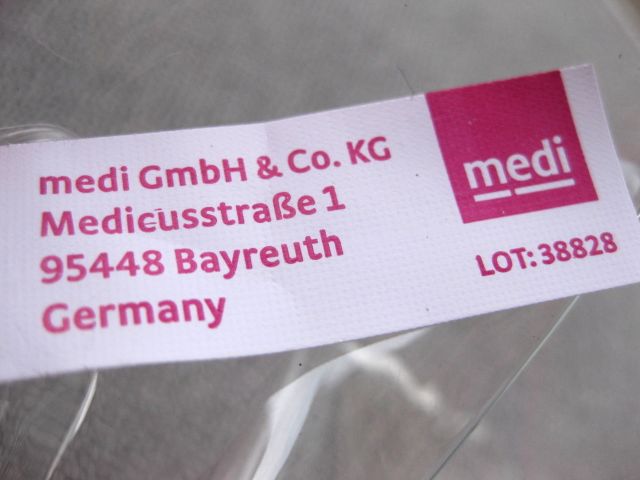 medi GmbH & Co. KG
Medicusstraße 1
95448 Bayreuth
Germany
medi
LOT: 38828